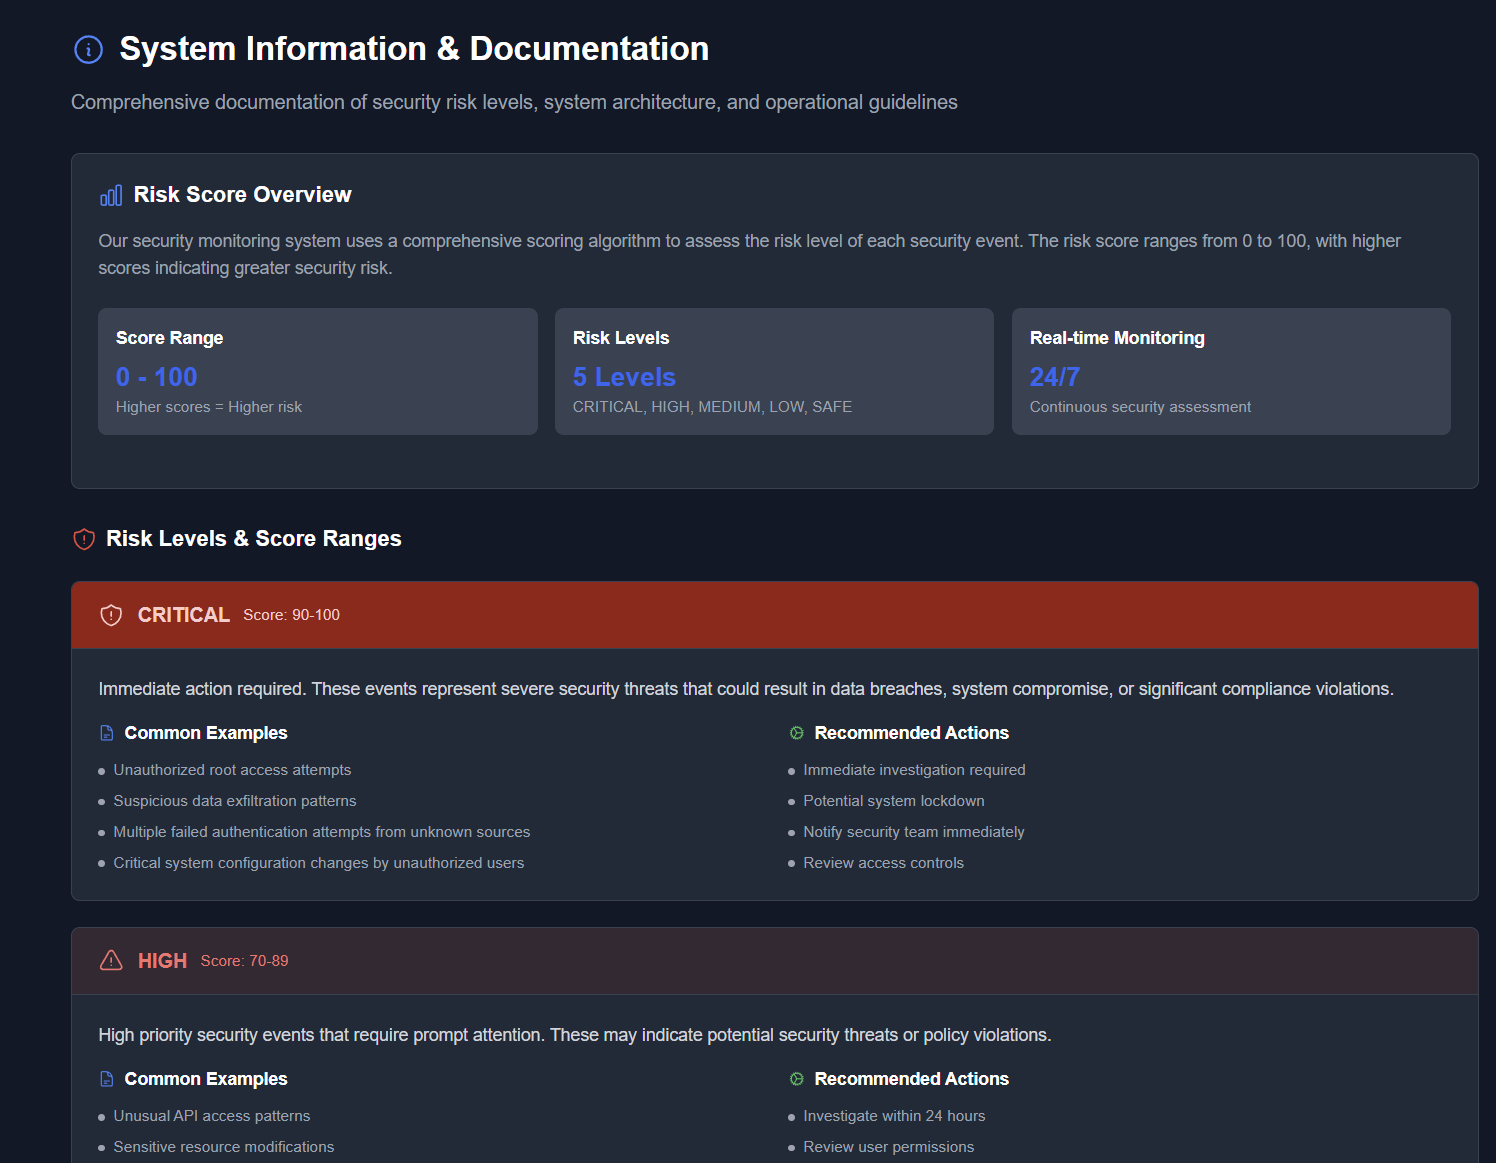 System Information & Documentation
Comprehensive documentation of security risk levels, system architecture, and operational guidelines
Risk Score Overview
Our security monitoring system uses a comprehensive scoring algorithm to assess the risk level of each security event. The risk score ranges from 0 to 100, with higher
scores indicating greater security risk.
Score Range
0 - 100
Higher scores = Higher risk
Risk Levels
5 Levels
CRITICAL, HIGH, MEDIUM, LOW, SAFE
Real-time Monitoring
24/7
Continuous security assessment
Risk Levels & Score Ranges
CRITICAL Score: 90-100
Immediate action required. These events represent severe security threats that could result in data breaches, system compromise, or significant compliance violations.
Common Examples
Unauthorized root access attempts
Suspicious data exfiltration patterns
Multiple failed authentication attempts from unknown sources
Critical system configuration changes by unauthorized users
Recommended Actions
Immediate investigation required
Potential system lockdown
Notify security team immediately
Review access controls
HIGH Score: 70-89
High priority security events that require prompt attention. These may indicate potential security threats or policy violations.
Common Examples
Unusual API access patterns
Sensitive resource modifications
Recommended Actions
Investigate within 24 hours
Review user permissions